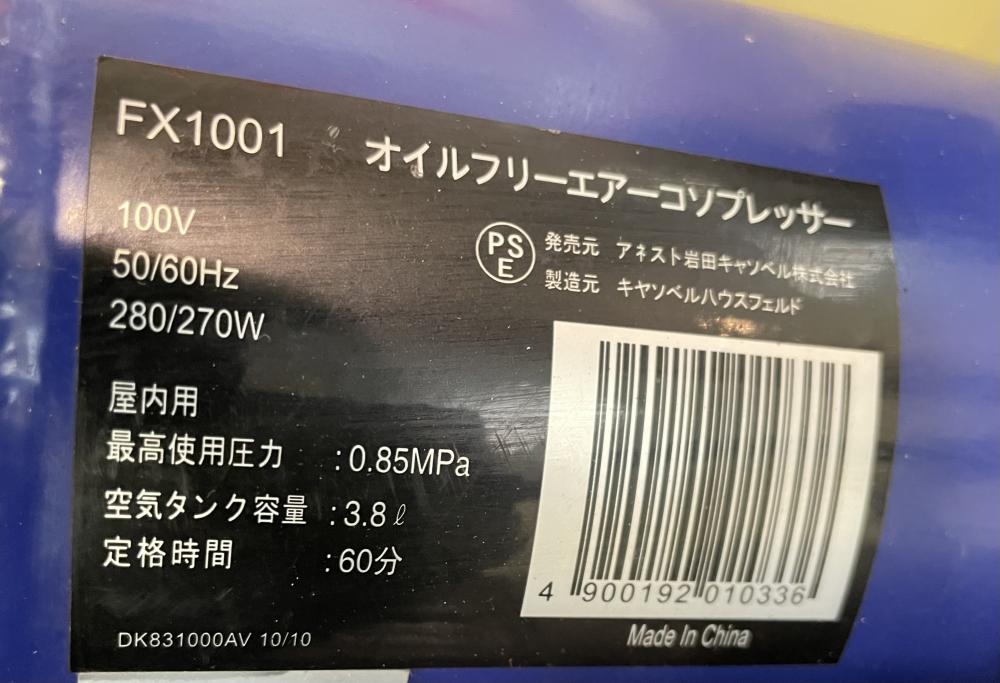 FX1001
オイルフリーエアーコソプレッサー
100V
50/60Hz
280/270W
PSE
発売元 アネスト岩田キャソベル株式会社
製造元 キヤソベルハウスフェルド
屋内用
最高使用圧力 :0.85MPa
空気タンク容量 :3.8ℓ
定格時間 :60分
DK831000AV 10/10
4 900192 010336
Made In China